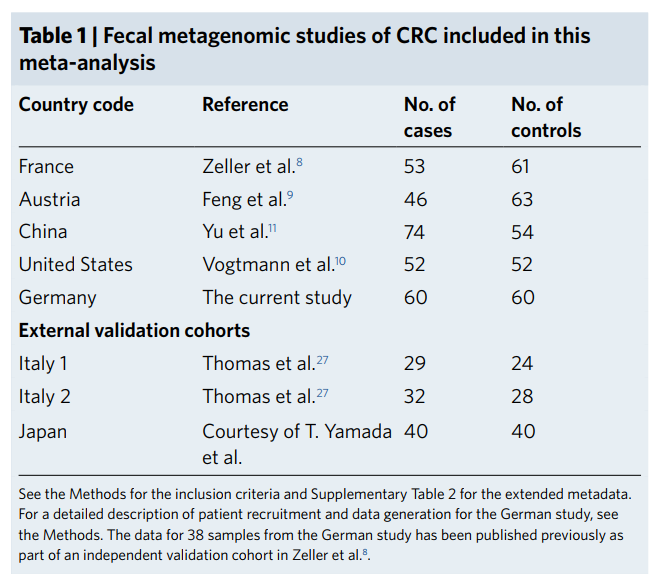 Table 1 | Fecal metagenomic studies of CRC included in this
meta-analysis
Country code Reference No. of cases No. of controls
France Zeller et al.8 53 61
Austria Feng et al.9 46 63
China Yu et al.11 74 54
United States Vogtmann et al.10 52 52
Germany The current study 60 60
External validation cohorts
Italy 1 Thomas et al.27 29 24
Italy 2 Thomas et al.27 32 28
Japan Courtesy of T. Yamada et al. 40 40
See the Methods for the inclusion criteria and Supplementary Table 2 for the extended metadata.
For a detailed description of patient recruitment and data generation for the German study, see
the Methods. The data for 38 samples from the German study has been published previously as
part of an independent validation cohort in Zeller et al.8.